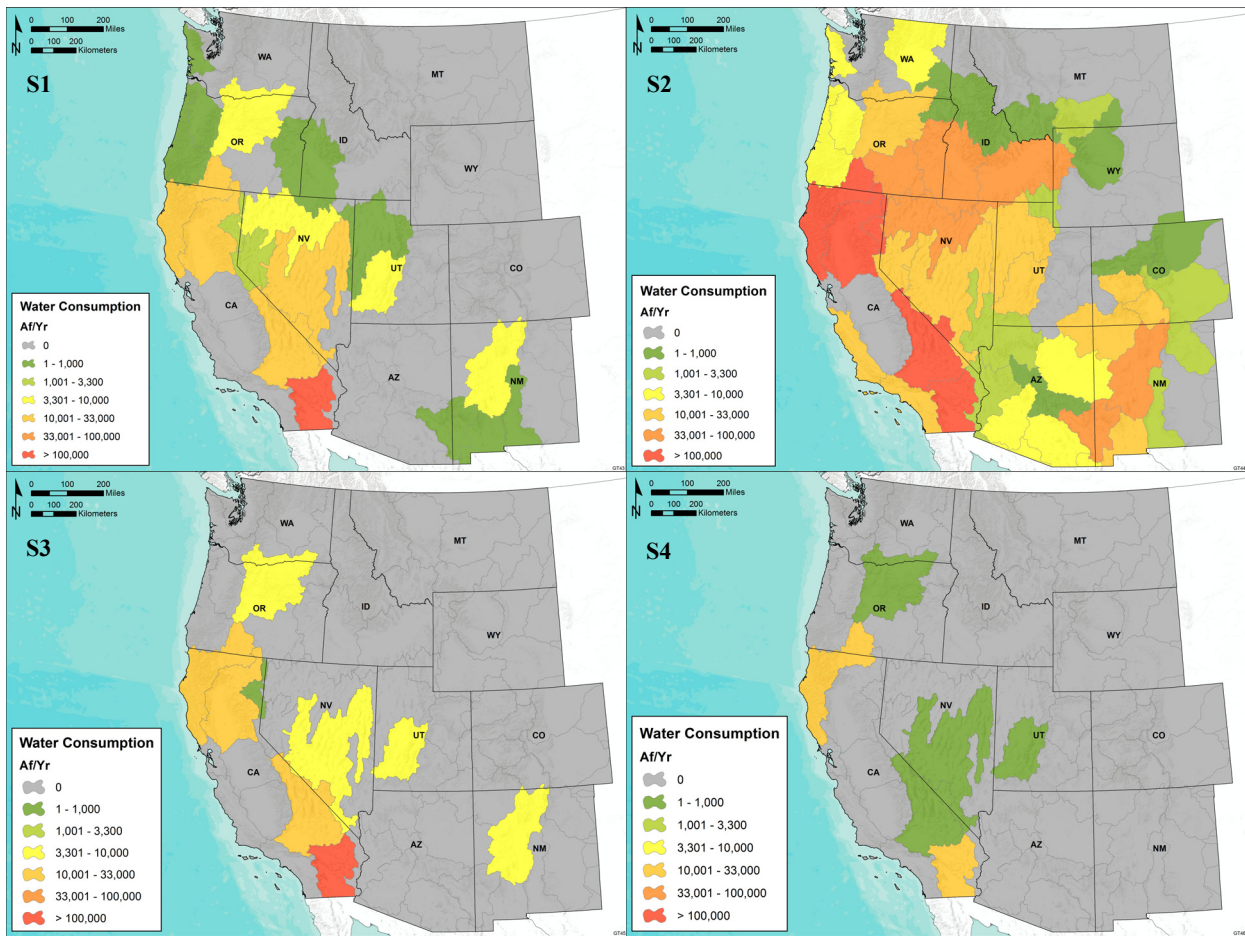 0 100 200
Miles
0 100 200
Kilometers
N
S1
WA
MT
OR
ID
WY
NV
UT
CO
CA
AZ
NM
Water Consumption
Af/Yr
0
1 - 1,000
1,001 - 3,300
3,301 - 10,000
10,001 - 33,000
33,001 - 100,000
> 100,000
GT43
0 100 200
Miles
0 100 200
Kilometers
N
S2
WA
MT
OR
ID
WY
NV
UT
CO
CA
AZ
NM
Water Consumption
Af/Yr
0
1 - 1,000
1,001 - 3,300
3,301 - 10,000
10,001 - 33,000
33,001 - 100,000
> 100,000
GT44
0 100 200
Miles
0 100 200
Kilometers
N
S3
WA
MT
OR
ID
WY
NV
UT
CO
CA
AZ
NM
Water Consumption
Af/Yr
0
1 - 1,000
1,001 - 3,300
3,301 - 10,000
10,001 - 33,000
33,001 - 100,000
> 100,000
GT45
0 100 200
Miles
0 100 200
Kilometers
N
S4
WA
MT
OR
ID
WY
NV
UT
CO
CA
AZ
NM
Water Consumption
Af/Yr
0
1 - 1,000
1,001 - 3,300
3,301 - 10,000
10,001 - 33,000
33,001 - 100,000
> 100,000